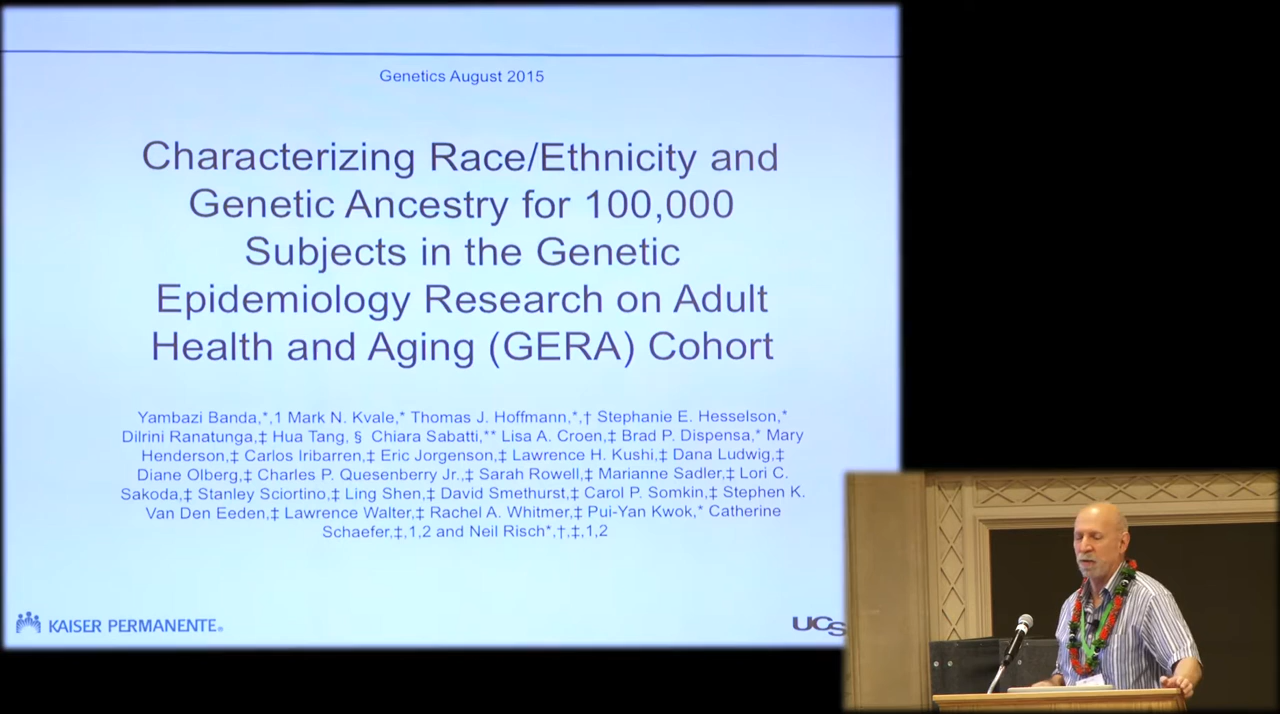 Genetics August 2015
Characterizing Race/Ethnicity and
Genetic Ancestry for 100,000
Subjects in the Genetic
Epidemiology Research on Adult
Health and Aging (GERA) Cohort
Yambazi Banda,*,1 Mark N. Kvale,* Thomas J. Hoffmann,*,† Stephanie E. Hesselson,*
Dilrini Ranatunga,‡ Hua Tang, § Chiara Sabatti,** Lisa A. Croen,‡ Brad P. Dispensa,* Mary
Henderson,‡ Carlos Iribarren,‡ Eric Jorgenson,‡ Lawrence H. Kushi,‡ Dana Ludwig,‡
Diane Olberg,‡ Charles P. Quesenberry Jr.,‡ Sarah Rowell,‡ Marianne Sadler,‡ Lori C.
Sakoda,‡ Stanley Sciortino,‡ Ling Shen,‡ David Smethurst,‡ Carol P. Somkin,‡ Stephen K.
Van Den Eeden,‡ Lawrence Walter,‡ Rachel A. Whitmer,‡ Pui-Yan Kwok,* Catherine
Schaefer,‡,1,2 and Neil Risch*,†,‡,1,2
KAISER PERMANENTE®
UCS